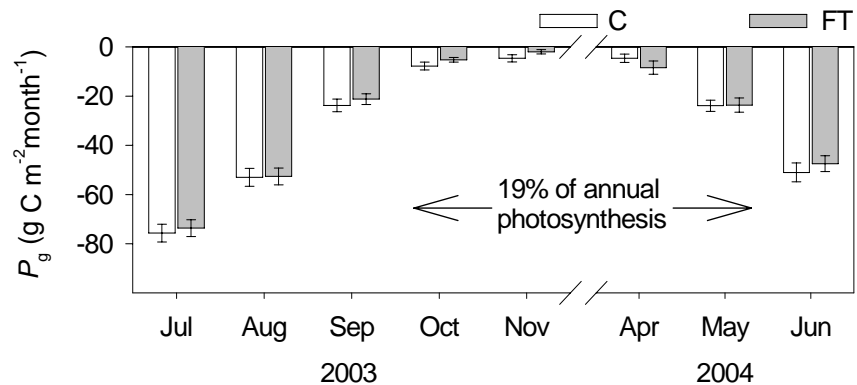 C FT
0
-20
-40
-60
-80
P_g (g C m⁻²month⁻¹)
19% of annual
photosynthesis
Jul Aug Sep Oct Nov Apr May Jun
2003 2004